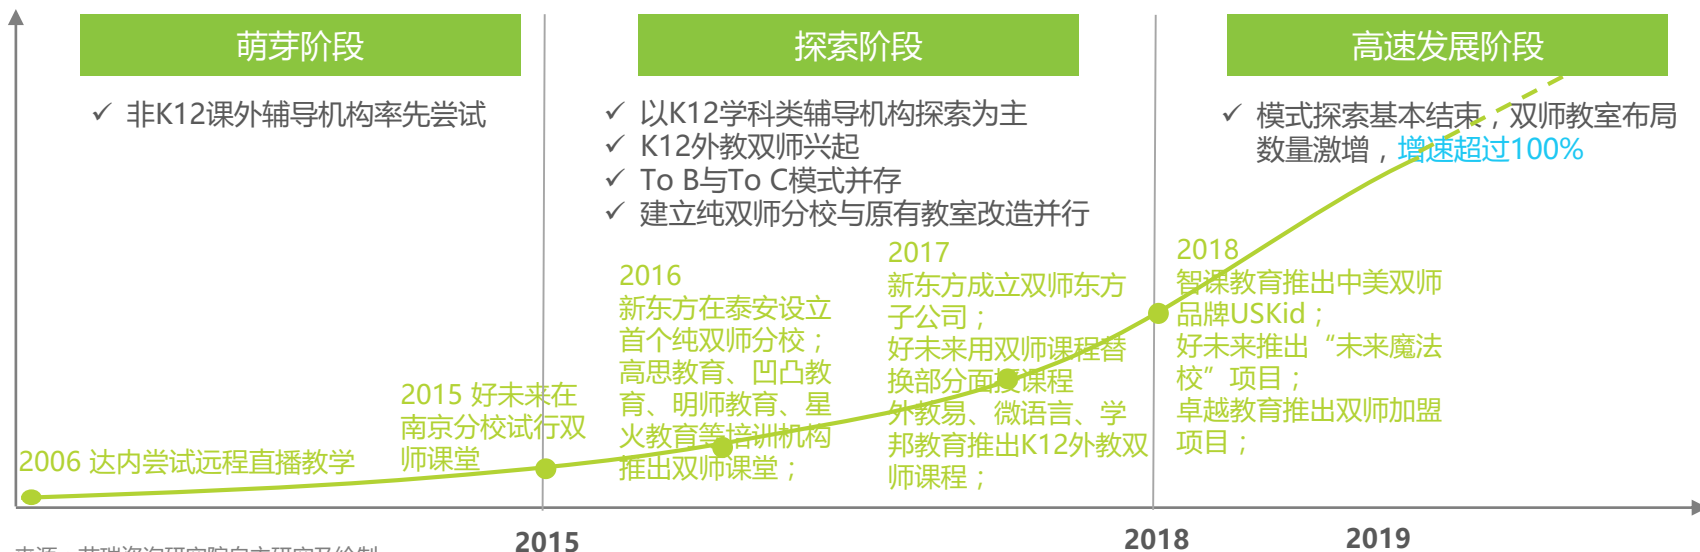 萌芽阶段
✓ 非K12课外辅导机构率先尝试
探索阶段
✓ 以K12学科类辅导机构探索为主
✓ K12外教双师兴起
✓ To B与To C模式并存
✓ 建立纯双师分校与原有教室改造并行
高速发展阶段
✓ 模式探索基本结束，双师教室布局
数量激增，增速超过100%
2006 达内尝试远程直播教学
2015 好未来在
南京分校试行双
师课堂
2016
新东方在泰安设立
首个纯双师分校；
高思教育、凹凸教
育、明师教育、星
火教育等培训机构
推出双师课堂；
2017
新东方成立双师东方
子公司；
好未来用双师课程替
换部分面授课程
外教易、微语言、学
邦教育推出K12外教双
师课程；
2018
智课教育推出中美双师
品牌USKid；
好未来推出“未来魔法
校”项目；
卓越教育推出双师加盟
项目；
2015
2018
2019